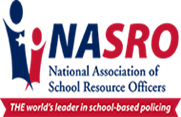 NASRO
National Association of
School Resource Officers
THE world's leader in school-based policing